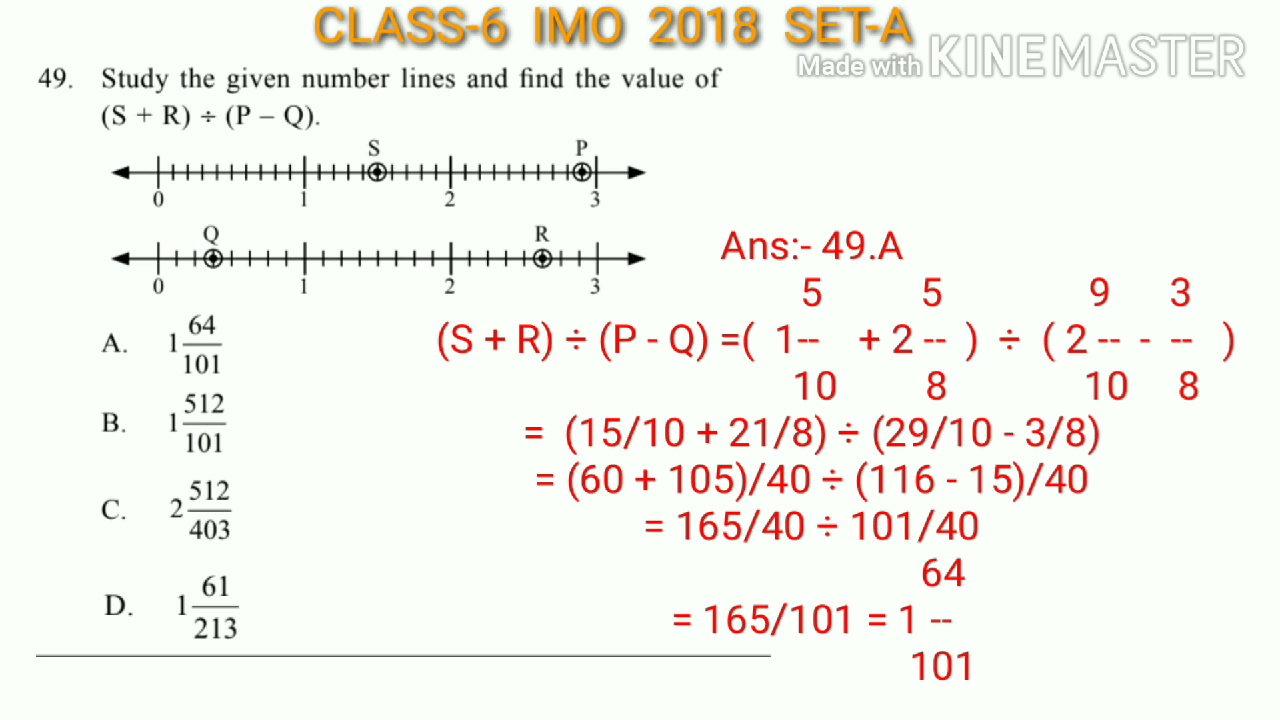 CLASS-6 IMO 2018 SET-A
Made with KINEMASTER
49. Study the given number lines and find the value of
(S + R) ÷ (P – Q).
S P
0 1 2 3
Q R
0 1 2 3
A. 1 64/101
B. 1 512/101
C. 2 512/403
D. 1 61/213
Ans:- 49.A
5 5 9 3
(S + R) ÷ (P - Q) =( 1-- + 2 -- ) ÷ ( 2 -- - -- )
10 8 10 8
= (15/10 + 21/8) ÷ (29/10 - 3/8)
= (60 + 105)/40 ÷ (116 - 15)/40
= 165/40 ÷ 101/40
64
= 165/101 = 1 --
101